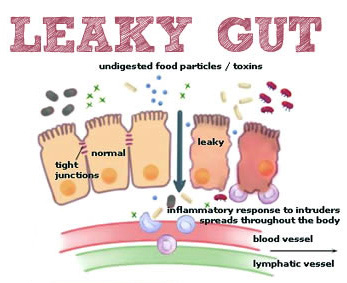 LEAKY GUT
undigested food particles / toxins
leaky
normal
tight
junctions
inflammatory response to intruders
spreads throughout the body
blood vessel
lymphatic vessel